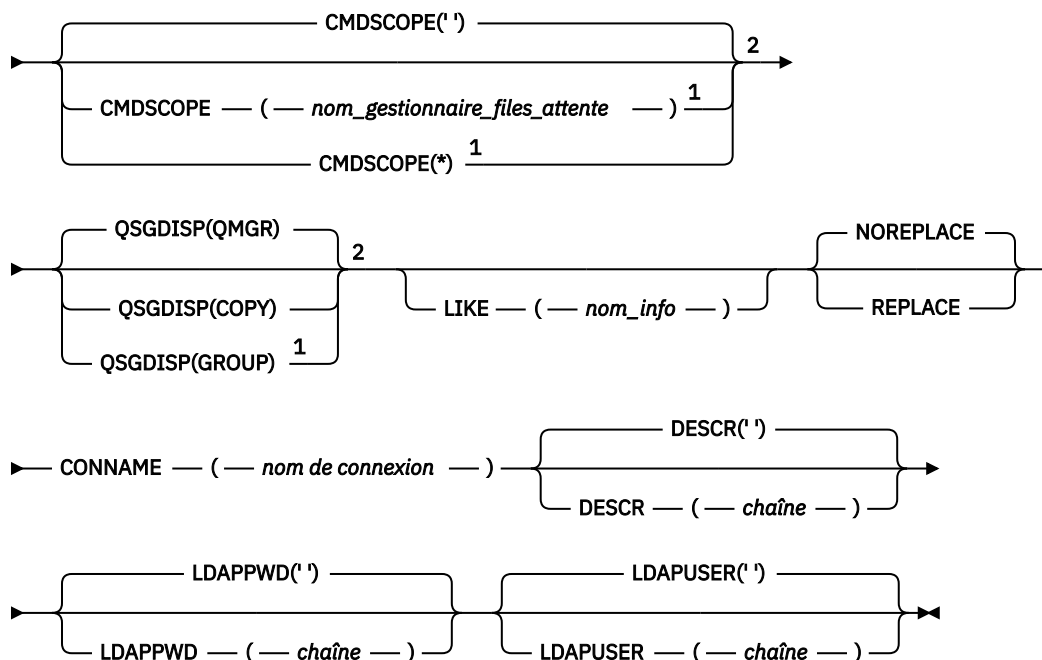 CMDSCOPE(' ')
2
CMDSCOPE ( nom_gestionnaire_files_attente ) 1
CMDSCOPE(*) 1
QSGDISP(QMGR) NOREPLACE
2
QSGDISP(COPY) LIKE ( nom_info ) REPLACE
QSGDISP(GROUP) 1
DESCR(' ')
CONNAME ( nom de connexion )
DESCR ( chaîne )
LDAPPWD(' ') LDAPUSER(' ')
LDAPPWD ( chaîne ) LDAPUSER ( chaîne )